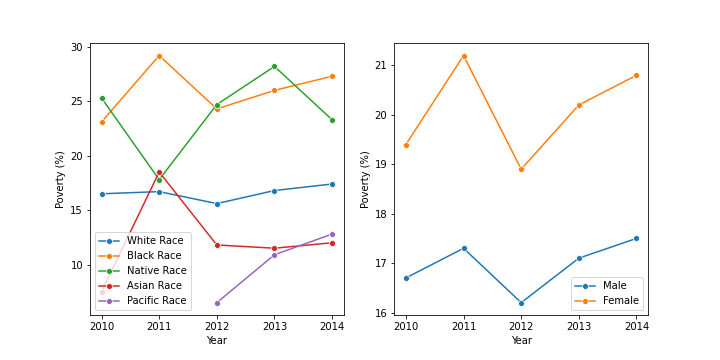 30
25
20
15
10
Poverty (%)
White Race
Black Race
Native Race
Asian Race
Pacific Race
2010 2011 2012 2013 2014
Year
21
20
19
18
17
16
Poverty (%)
Male
Female
2010 2011 2012 2013 2014
Year